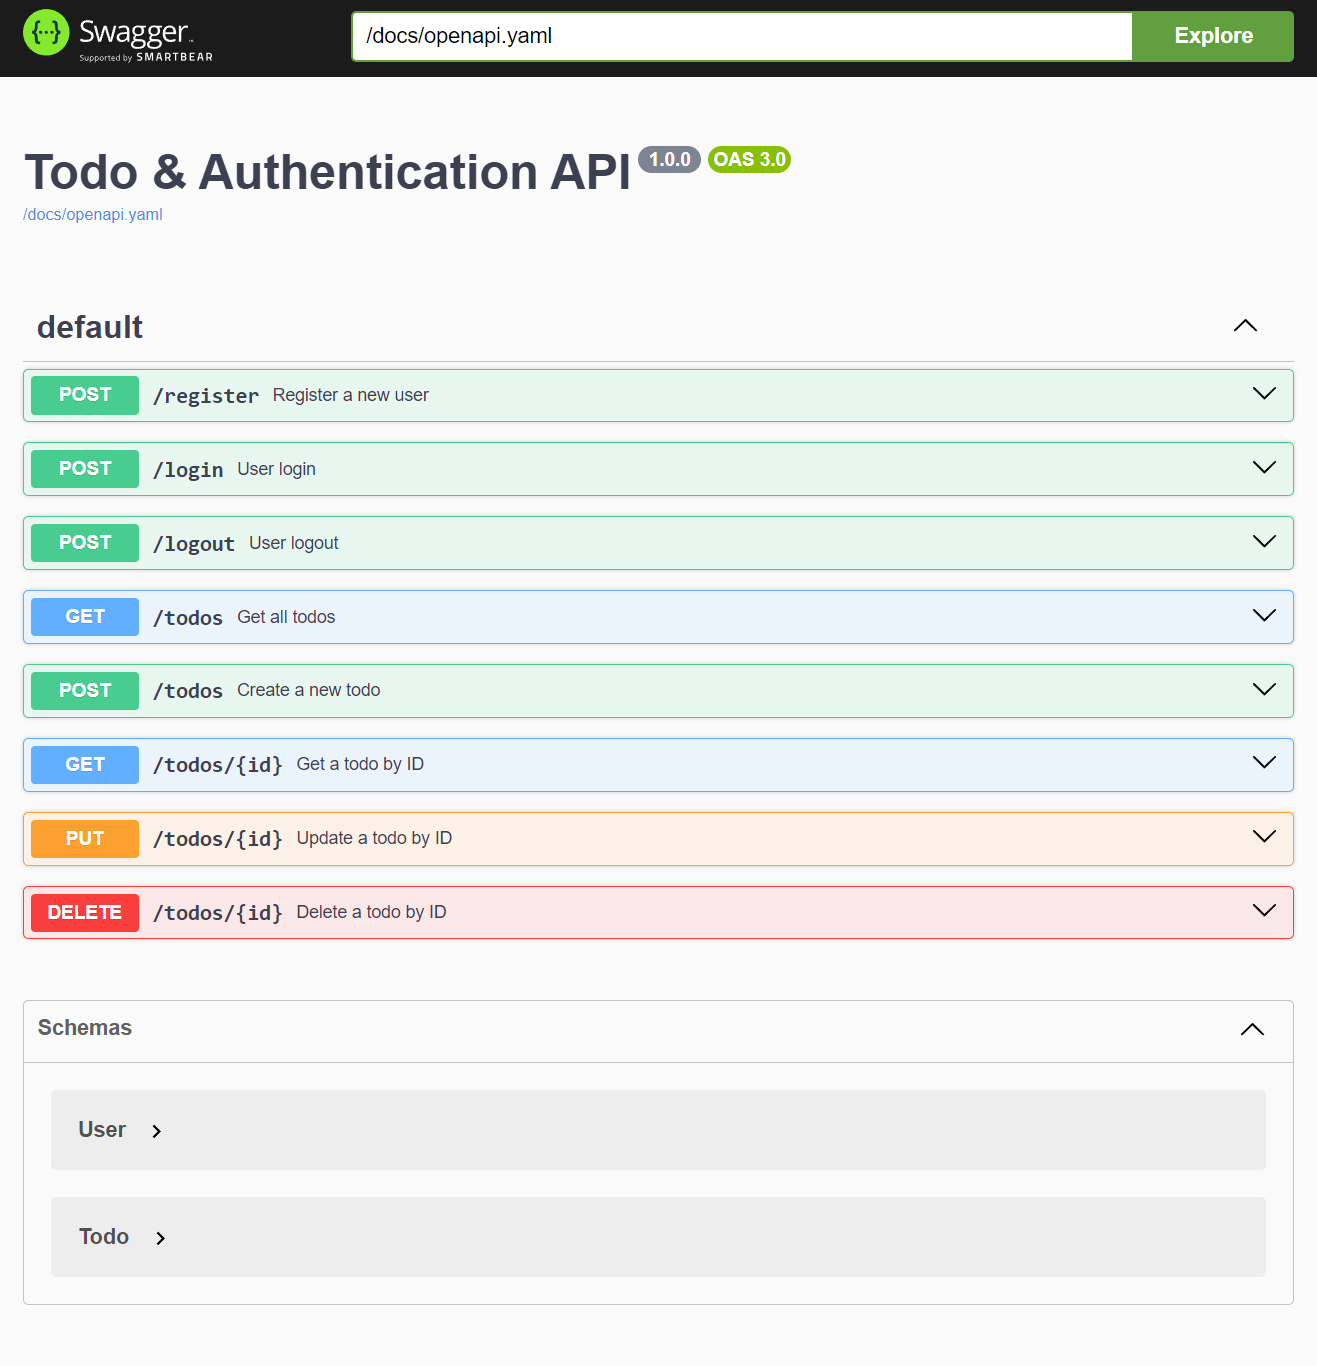 Swagger™
Supported by SMARTBEAR
/docs/openapi.yaml
Explore
Todo & Authentication API 1.0.0 OAS 3.0
/docs/openapi.yaml
default
POST /register Register a new user
POST /login User login
POST /logout User logout
GET /todos Get all todos
POST /todos Create a new todo
GET /todos/{id} Get a todo by ID
PUT /todos/{id} Update a todo by ID
DELETE /todos/{id} Delete a todo by ID
Schemas
User
Todo